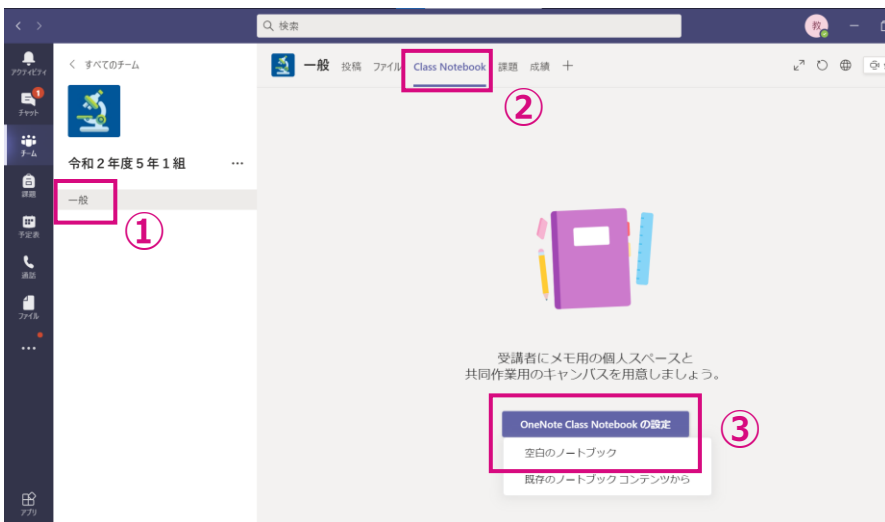 検索
教
アクティビティ
1
チャット
チーム
課題
予定表
通話
ファイル
アプリ
すべてのチーム
令和２年度５年１組
一般
①
一般 投稿 ファイル Class Notebook 課題 成績
②
受講者にメモ用の個人スペースと
共同作業用のキャンバスを用意しましょう。
OneNote Class Notebook の設定
空白のノートブック
既存のノートブック コンテンツから
③